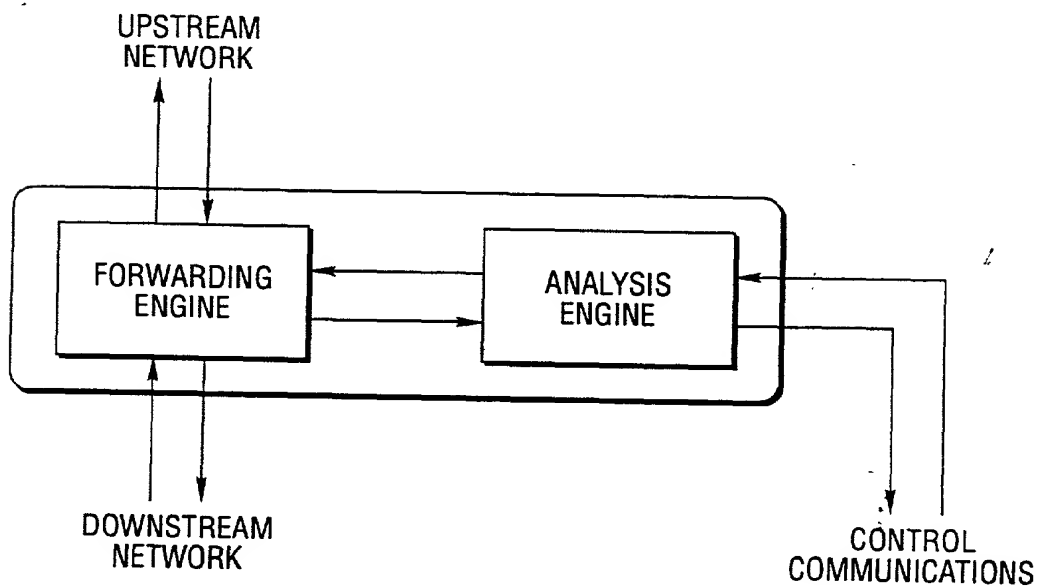 UPSTREAM
NETWORK
FORWARDING
ENGINE
ANALYSIS
ENGINE
DOWNSTREAM
NETWORK
CONTROL
COMMUNICATIONS